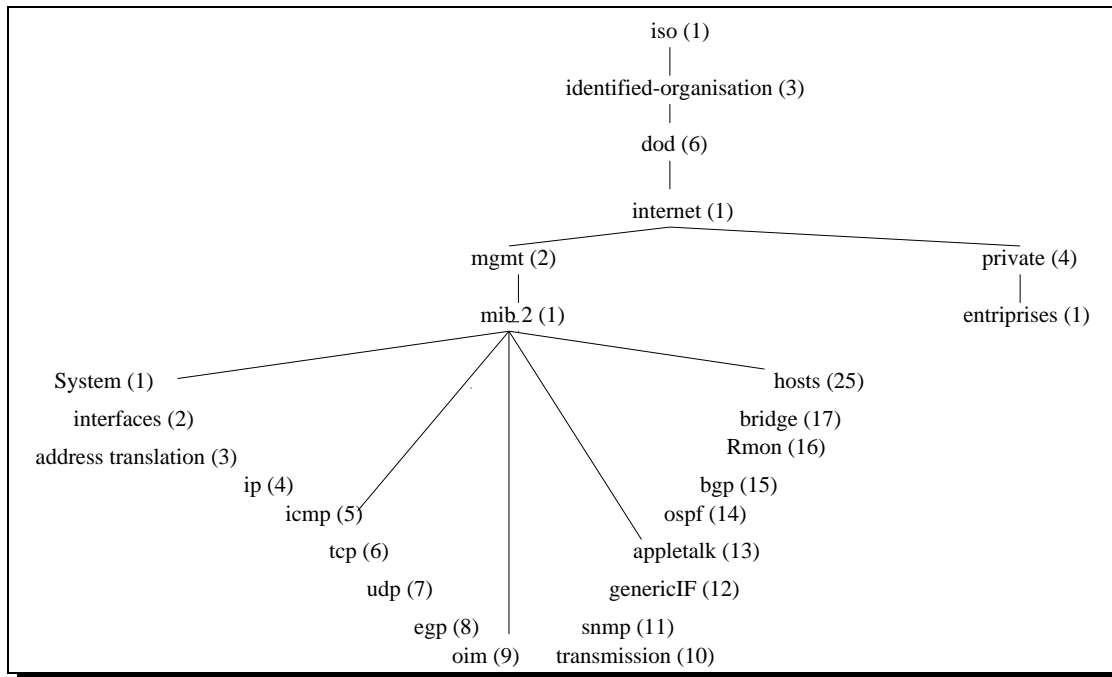 iso (1)
identified-organisation (3)
dod (6)
internet (1)
mgmt (2)
private (4)
mib_2 (1)
entriprises (1)
System (1)
hosts (25)
interfaces (2)
bridge (17)
Rmon (16)
address translation (3)
ip (4)
bgp (15)
icmp (5)
ospf (14)
tcp (6)
appletalk (13)
udp (7)
genericIF (12)
egp (8)
snmp (11)
oim (9)
transmission (10)